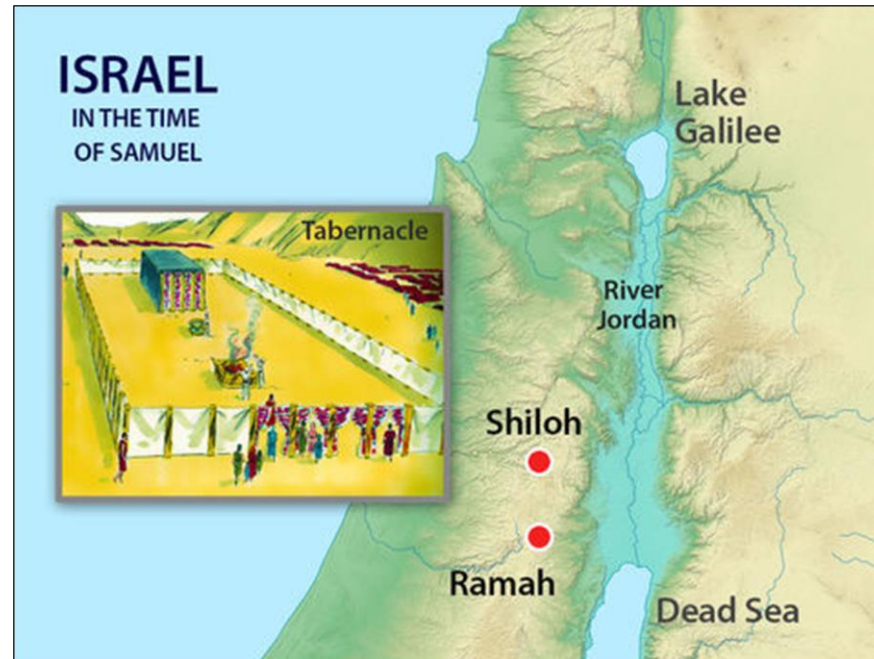 ISRAEL
IN THE TIME
OF SAMUEL
Tabernacle
Lake
Galilee
River
Jordan
Shiloh
Ramah
Dead Sea